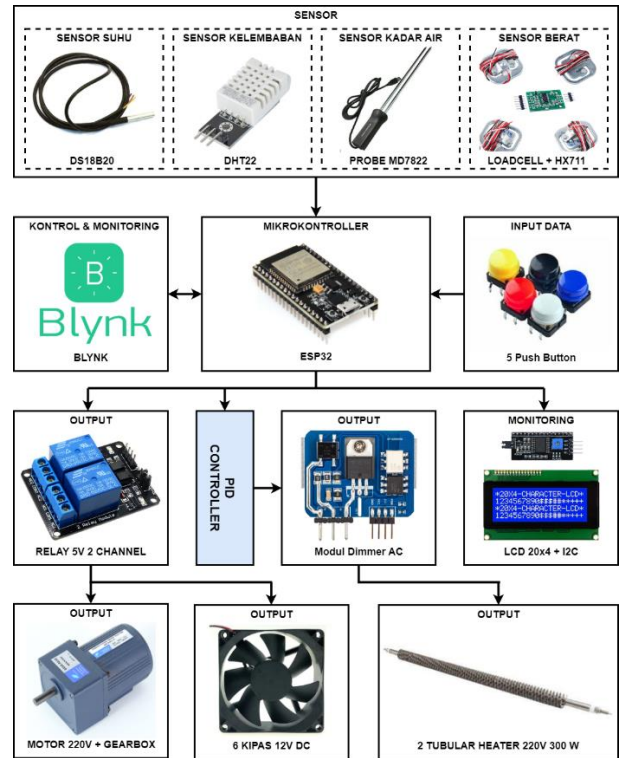 SENSOR
SENSOR SUHU
DS18B20
SENSOR KELEMBABAN
DHT22
SENSOR KADAR AIR
PROBE MD7822
SENSOR BERAT
LOADCELL + HX711
KONTROL & MONITORING
B
Blynk
BLYNK
MIKROKONTROLLER
ESP32
INPUT DATA
5 Push Button
OUTPUT
RELAY 5V 2 CHANNEL
PID
CONTROLLER
OUTPUT
Modul Dimmer AC
MONITORING
*20X4-CHARACTER-LCD*
*20X4-CHARACTER-LCD*
LCD 20x4 + I2C
OUTPUT
MOTOR 220V + GEARBOX
OUTPUT
6 KIPAS 12V DC
OUTPUT
2 TUBULAR HEATER 220V 300 W